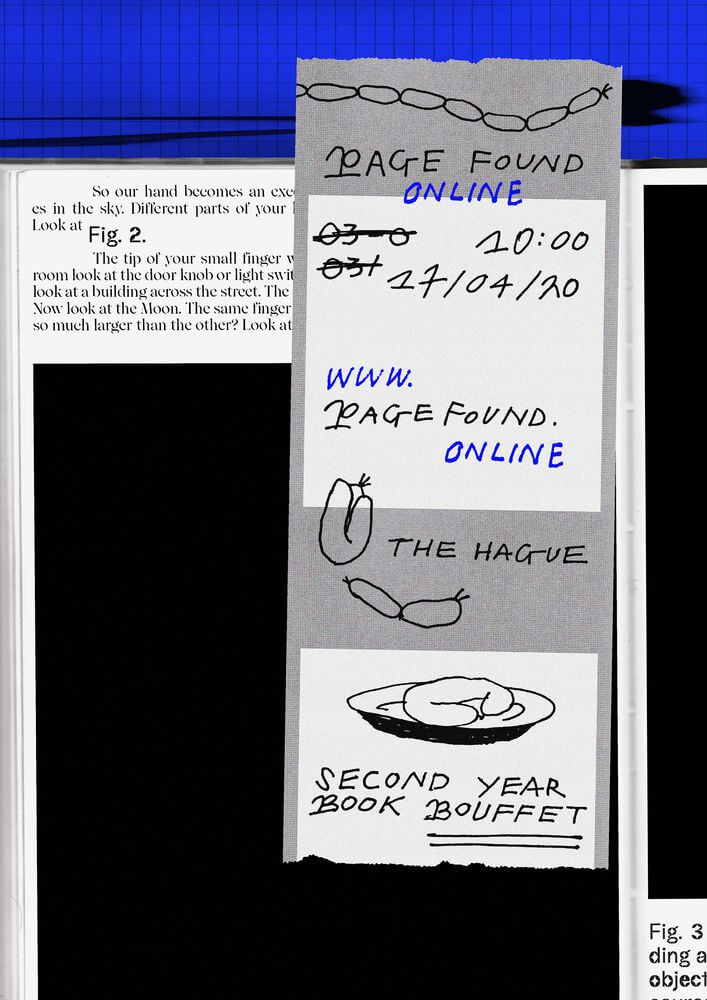 So our hand becomes an exc
es in the sky. Different parts of your
Look at
Fig. 2.
The tip of your small finger w
room look at the door knob or light swit
look at a building across the street. The
Now look at the Moon. The same finger
so much larger than the other? Look at
PAGE FOUND
ONLINE
03-0
10:00
031
17/04/20
WWW.
PAGE FOUND.
ONLINE
THE HAGUE
SECOND YEAR
BOOK BOUFFET
Fig. 3
ding a
object